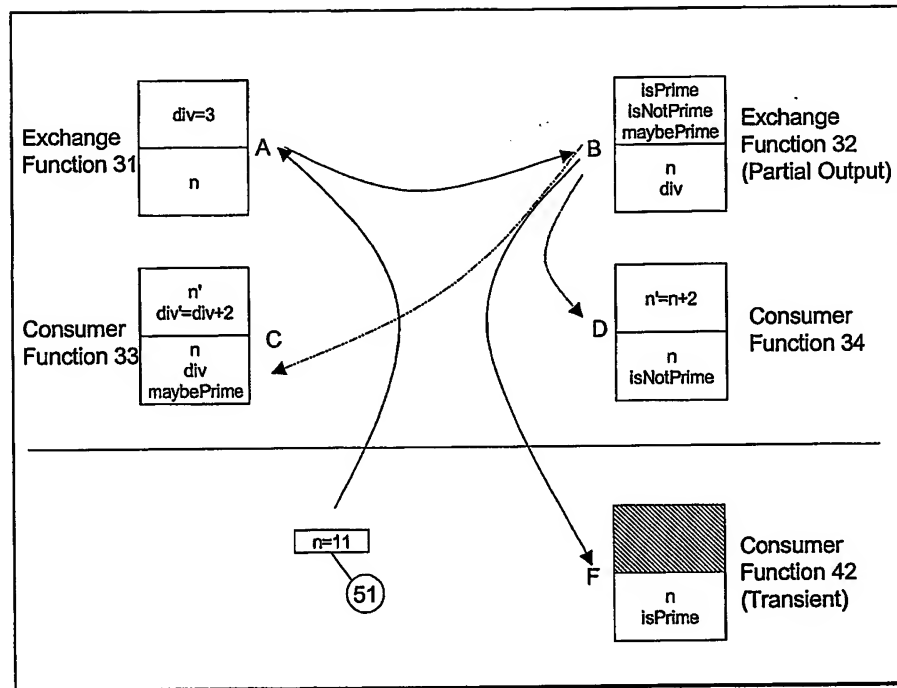 Exchange
Function 31
div=3
n
A
B
isPrime
isNotPrime
maybePrime
n
div
Exchange
Function 32
(Partial Output)
Consumer
Function 33
n'
div'=div+2
n
div
maybePrime
C
D
n'=n+2
n
isNotPrime
Consumer
Function 34
n=11
51
F
n
isPrime
Consumer
Function 42
(Transient)